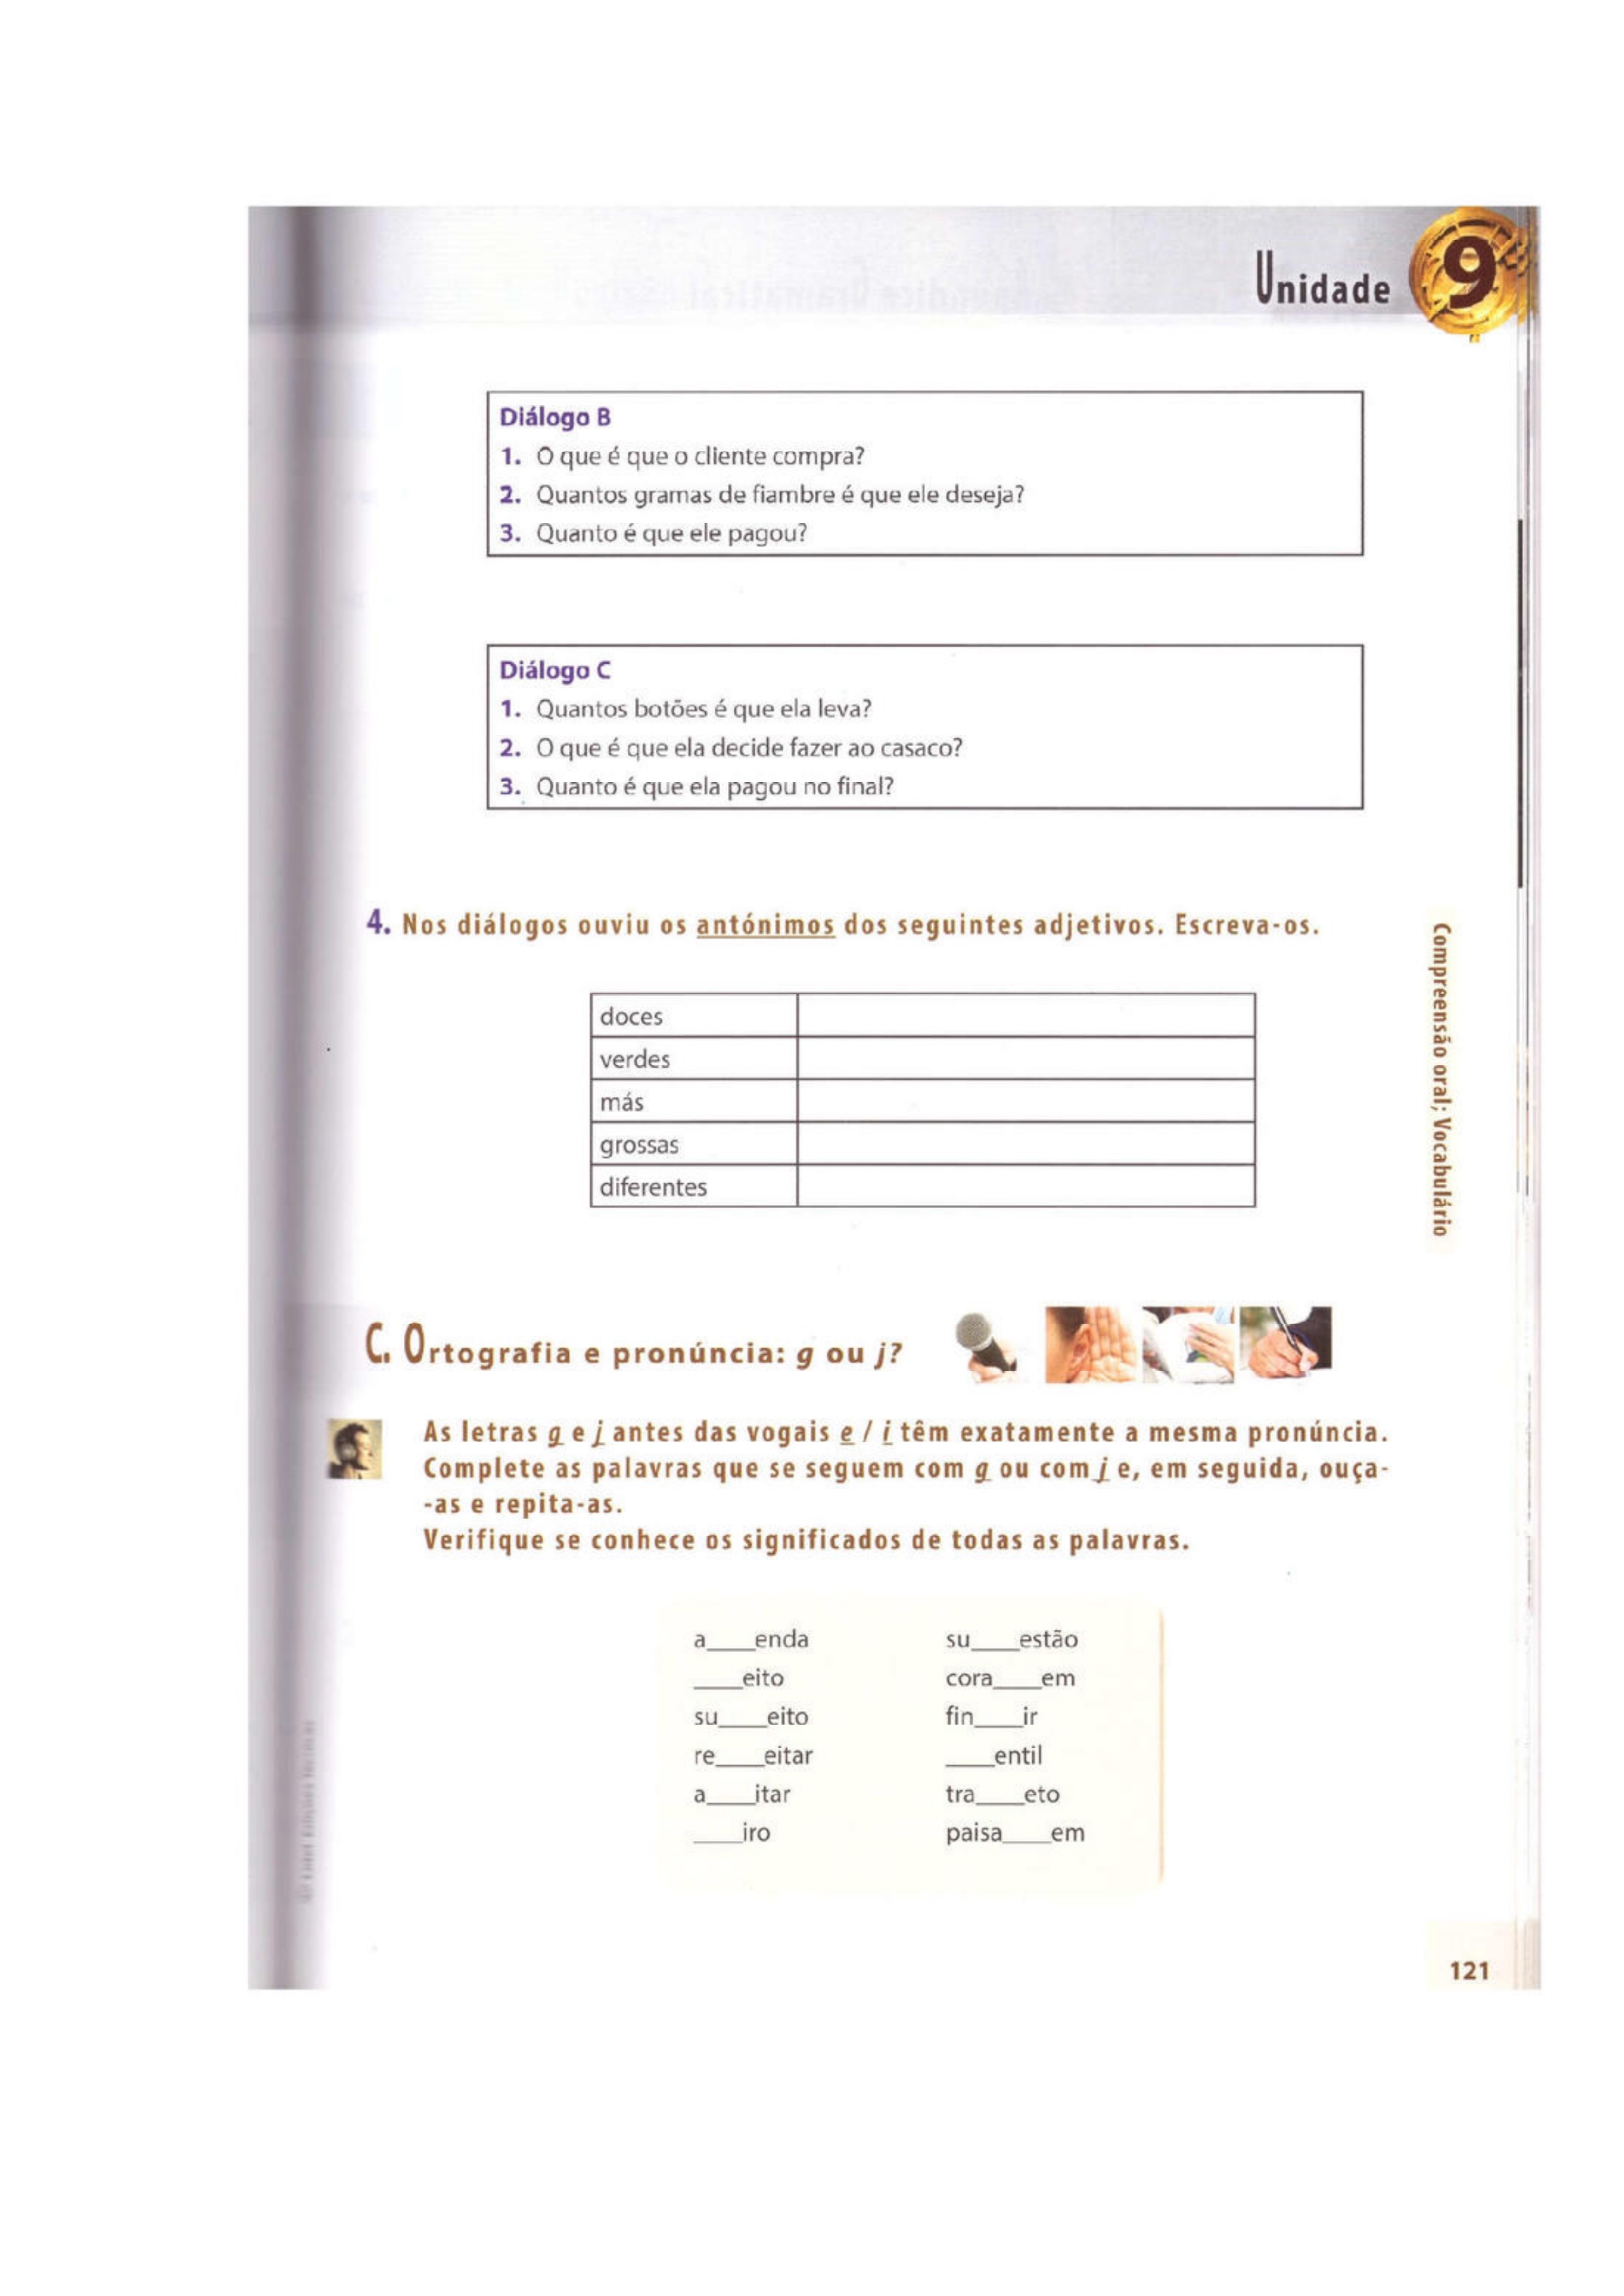 Unidade 9
Diálogo B
1. O que é que o cliente compra?
2. Quantos gramas de fiambre é que ele deseja?
3. Quanto é que ele pagou?
Diálogo C
1. Quantos botões é que ela leva?
2. O que é que ela decide fazer ao casaco?
3. Quanto é que ela pagou no final?
4. Nos diálogos ouviu os antónimos dos seguintes adjetivos. Escreva-os.
doces
verdes
más
grossas
diferentes
Compreensão oral; Vocabulário
C. Ortografia e pronúncia: g ou j?
As letras g e j antes das vogais e / i têm exatamente a mesma pronúncia.
Complete as palavras que se seguem com g ou com j e, em seguida, ouça-
-as e repita-as.
Verifique se conhece os significados de todas as palavras.
a____enda
____eito
su____eito
re____eitar
a____itar
____iro
su____estão
cora____em
fin____ir
____entil
tra____eto
paisa____em
121